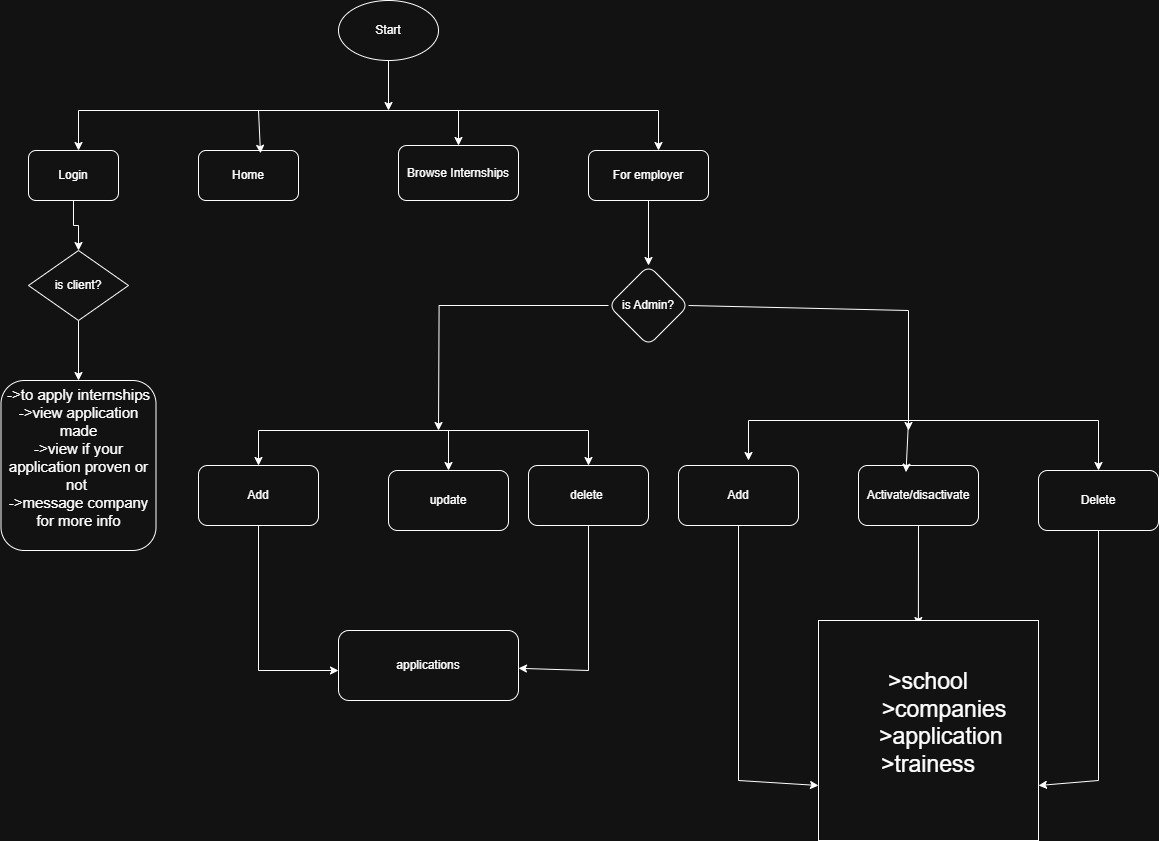 Start
Login
Home
Browse Internships
For employer
is client?
is Admin?
->to apply internships
->view application
made
->view if your
application proven or
not
->message company
for more info
Add
update
delete
Add
Activate/disactivate
Delete
applications
>school
>companies
>application
>trainess